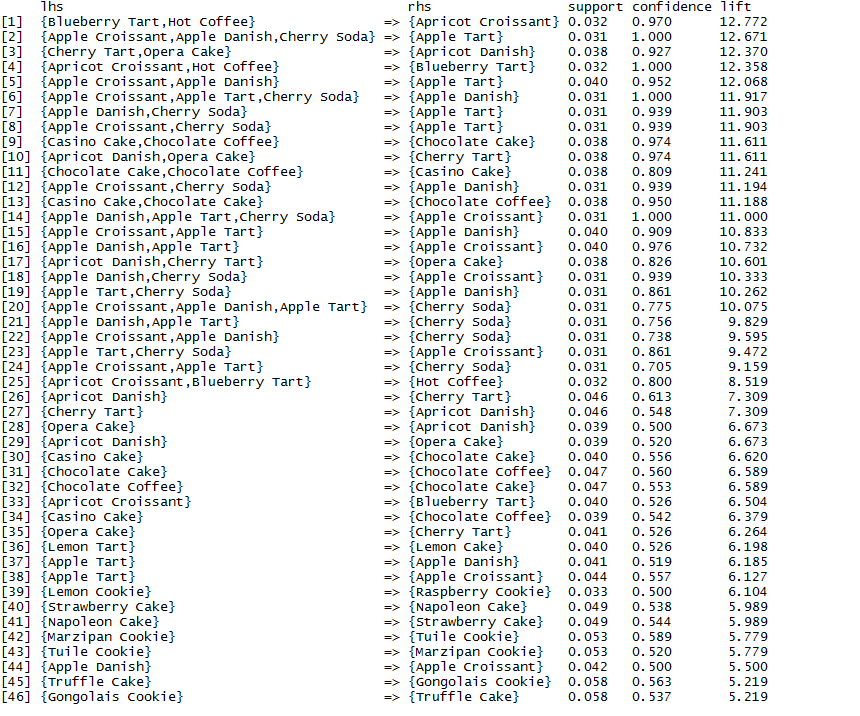 lhs rhs support confidence lift
[1] {Blueberry Tart,Hot Coffee} => {Apricot Croissant} 0.032 0.970 12.772
[2] {Apple Croissant,Apple Danish,Cherry Soda} => {Apple Tart} 0.031 1.000 12.671
[3] {Cherry Tart,Opera Cake} => {Apricot Danish} 0.038 0.927 12.370
[4] {Apricot Croissant,Hot Coffee} => {Blueberry Tart} 0.032 1.000 12.358
[5] {Apple Croissant,Apple Danish} => {Apple Tart} 0.040 0.952 12.068
[6] {Apple Croissant,Apple Tart,Cherry Soda} => {Apple Danish} 0.031 1.000 11.917
[7] {Apple Danish,Cherry Soda} => {Apple Tart} 0.031 0.939 11.903
[8] {Apple Croissant,Cherry Soda} => {Apple Tart} 0.031 0.939 11.903
[9] {Casino Cake,Chocolate Coffee} => {Chocolate Cake} 0.038 0.974 11.611
[10] {Apricot Danish,Opera Cake} => {Cherry Tart} 0.038 0.974 11.611
[11] {Chocolate Cake,Chocolate Coffee} => {Casino Cake} 0.038 0.809 11.241
[12] {Apple Croissant,Cherry Soda} => {Apple Danish} 0.031 0.939 11.194
[13] {Casino Cake,Chocolate Cake} => {Chocolate Coffee} 0.038 0.950 11.188
[14] {Apple Danish,Apple Tart,Cherry Soda} => {Apple Croissant} 0.031 1.000 11.000
[15] {Apple Croissant,Apple Tart} => {Apple Danish} 0.040 0.909 10.833
[16] {Apple Danish,Apple Tart} => {Apple Croissant} 0.040 0.976 10.732
[17] {Apricot Danish,Cherry Tart} => {Opera Cake} 0.038 0.826 10.601
[18] {Apple Danish,Cherry Soda} => {Apple Croissant} 0.031 0.939 10.333
[19] {Apple Tart,Cherry Soda} => {Apple Danish} 0.031 0.861 10.262
[20] {Apple Croissant,Apple Danish,Apple Tart} => {Cherry Soda} 0.031 0.775 10.075
[21] {Apple Danish,Apple Tart} => {Cherry Soda} 0.031 0.756 9.829
[22] {Apple Croissant,Apple Danish} => {Cherry Soda} 0.031 0.738 9.595
[23] {Apple Tart,Cherry Soda} => {Apple Croissant} 0.031 0.861 9.472
[24] {Apple Croissant,Apple Tart} => {Cherry Soda} 0.031 0.705 9.159
[25] {Apricot Croissant,Blueberry Tart} => {Hot Coffee} 0.032 0.800 8.519
[26] {Apricot Danish} => {Cherry Tart} 0.046 0.613 7.309
[27] {Cherry Tart} => {Apricot Danish} 0.046 0.548 7.309
[28] {Opera Cake} => {Apricot Danish} 0.039 0.500 6.673
[29] {Apricot Danish} => {Opera Cake} 0.039 0.520 6.673
[30] {Casino Cake} => {Chocolate Cake} 0.040 0.556 6.620
[31] {Chocolate Cake} => {Chocolate Coffee} 0.047 0.560 6.589
[32] {Chocolate Coffee} => {Chocolate Cake} 0.047 0.553 6.589
[33] {Apricot Croissant} => {Blueberry Tart} 0.040 0.526 6.504
[34] {Casino Cake} => {Chocolate Coffee} 0.039 0.542 6.379
[35] {Opera Cake} => {Cherry Tart} 0.041 0.526 6.264
[36] {Lemon Tart} => {Lemon Cake} 0.040 0.526 6.198
[37] {Apple Tart} => {Apple Danish} 0.041 0.519 6.185
[38] {Apple Tart} => {Apple Croissant} 0.044 0.557 6.127
[39] {Lemon Cookie} => {Raspberry Cookie} 0.033 0.500 6.104
[40] {Strawberry Cake} => {Napoleon Cake} 0.049 0.538 5.989
[41] {Napoleon Cake} => {Strawberry Cake} 0.049 0.544 5.989
[42] {Marzipan Cookie} => {Tuile Cookie} 0.053 0.589 5.779
[43] {Tuile Cookie} => {Marzipan Cookie} 0.053 0.520 5.779
[44] {Apple Danish} => {Apple Croissant} 0.042 0.500 5.500
[45] {Truffle Cake} => {Gongolais Cookie} 0.058 0.563 5.219
[46] {Gongolais Cookie} => {Truffle Cake} 0.058 0.537 5.219